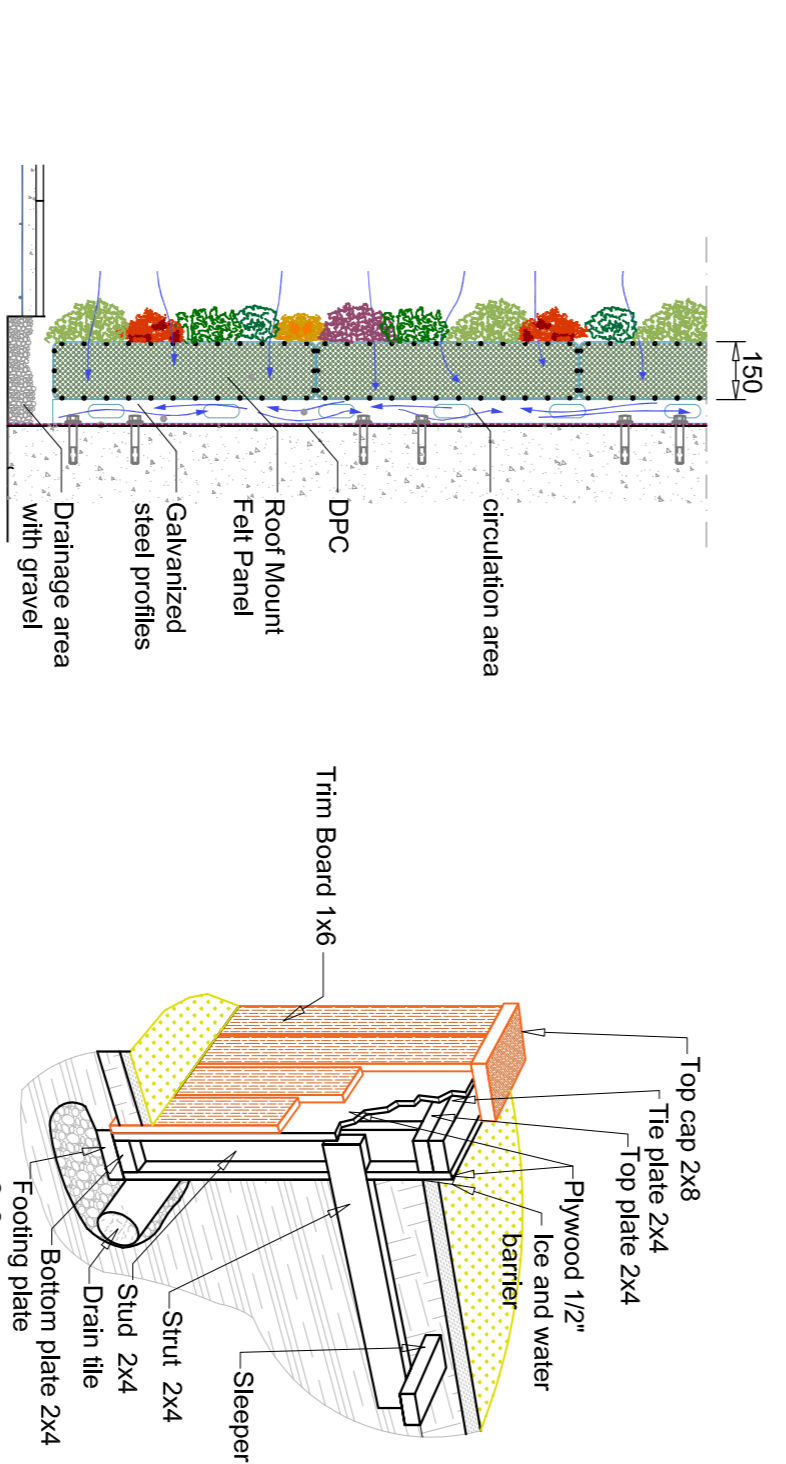 150
circulation area
DPC
Roof Mount
Felt Panel
Galvanized
steel profiles
Drainage area
with gravel
Top cap 2x8
Tie plate 2x4
Top plate 2x4
Plywood 1/2"
Ice and water
barrier
Trim Board 1x6
Sleeper
Strut 2x4
Stud 2x4
Drain tile
Bottom plate 2x4
Footing plate